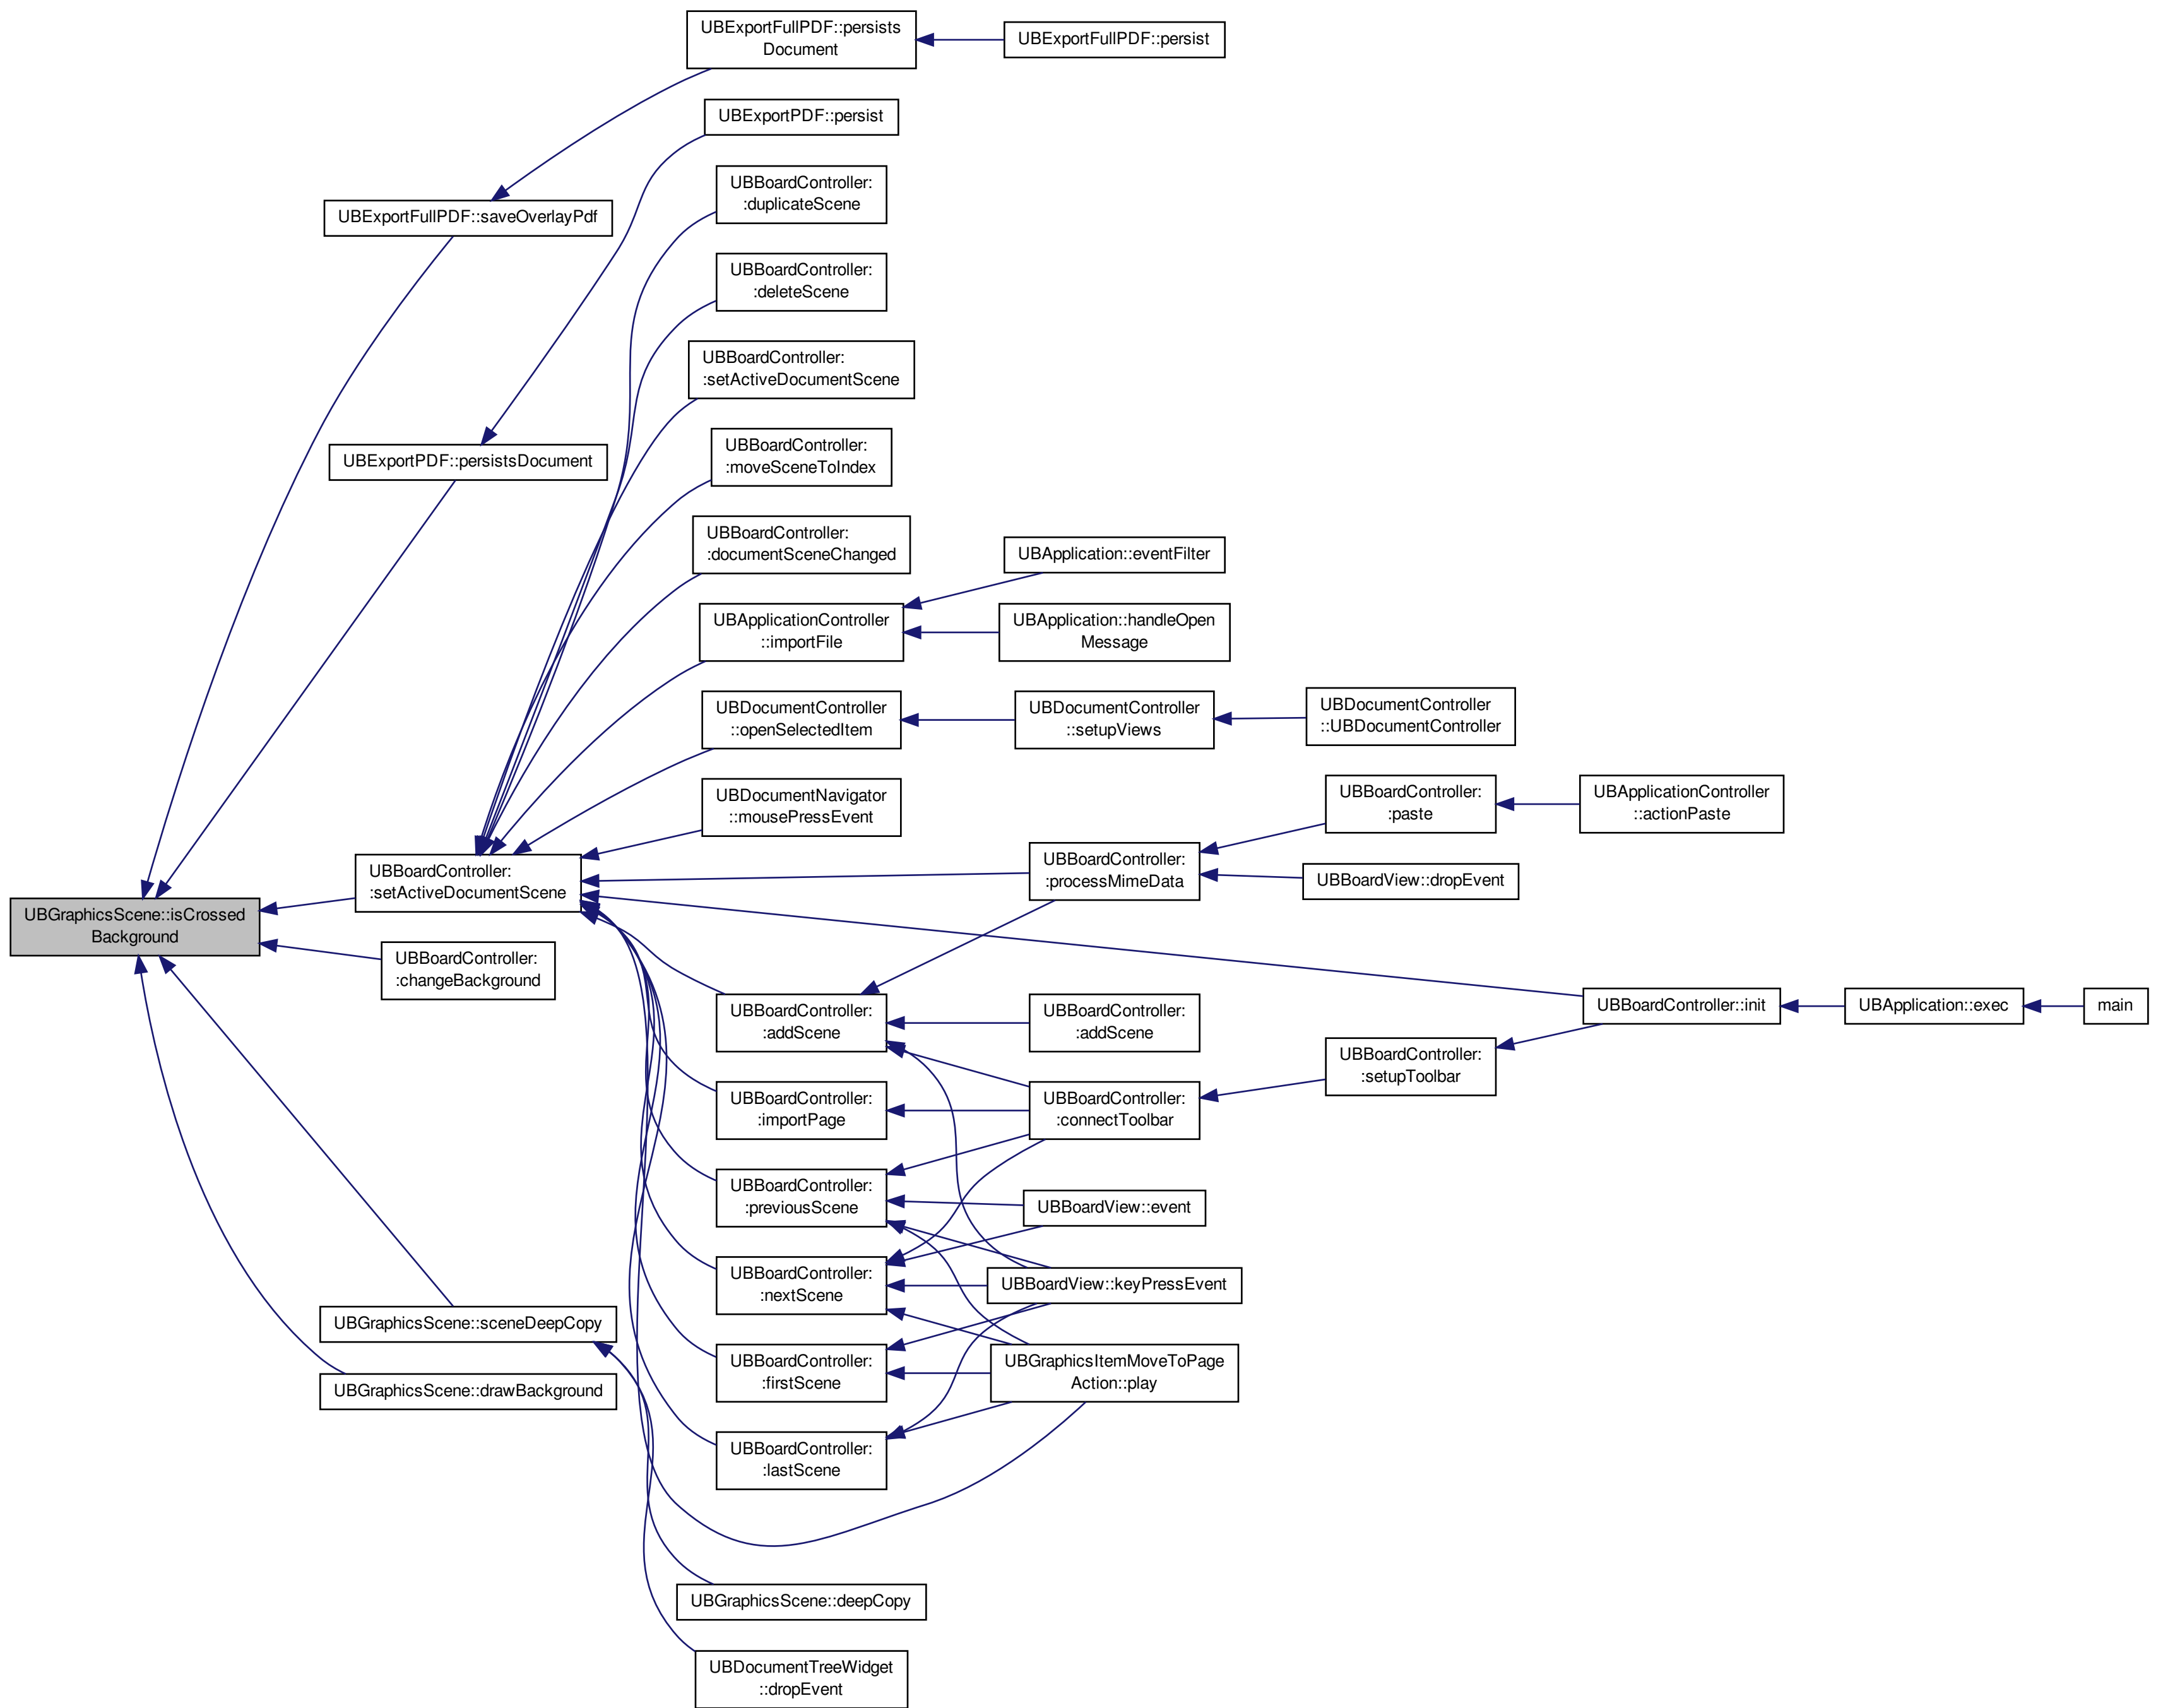 UBExportFullPDF::persists
Document
UBExportFullPDF::persist
UBExportPDF::persist
UBBoardController:
:duplicateScene
UBExportFullPDF::saveOverlayPdf
UBBoardController:
:deleteScene
UBBoardController:
:setActiveDocumentScene
UBBoardController:
:moveSceneToIndex
UBExportPDF::persistsDocument
UBBoardController:
:documentSceneChanged
UBApplication::eventFilter
UBApplicationController
::importFile
UBApplication::handleOpen
Message
UBDocumentController
::openSelectedItem
UBDocumentController
::setupViews
UBDocumentController
::UBDocumentController
UBDocumentNavigator
::mousePressEvent
UBBoardController:
:paste
UBApplicationController
::actionPaste
UBBoardController:
:setActiveDocumentScene
UBBoardController:
:processMimeData
UBBoardView::dropEvent
UBGraphicsScene::isCrossed
Background
UBBoardController:
:changeBackground
UBBoardController:
:addScene
UBBoardController:
:addScene
UBBoardController::init
UBApplication::exec
main
UBBoardController:
:setupToolbar
UBBoardController:
:importPage
UBBoardController:
:connectToolbar
UBBoardController:
:previousScene
UBBoardView::event
UBBoardController:
:nextScene
UBBoardView::keyPressEvent
UBGraphicsScene::sceneDeepCopy
UBBoardController:
:firstScene
UBGraphicsItemMoveToPage
Action::play
UBGraphicsScene::drawBackground
UBBoardController:
:lastScene
UBGraphicsScene::deepCopy
UBDocumentTreeWidget
::dropEvent